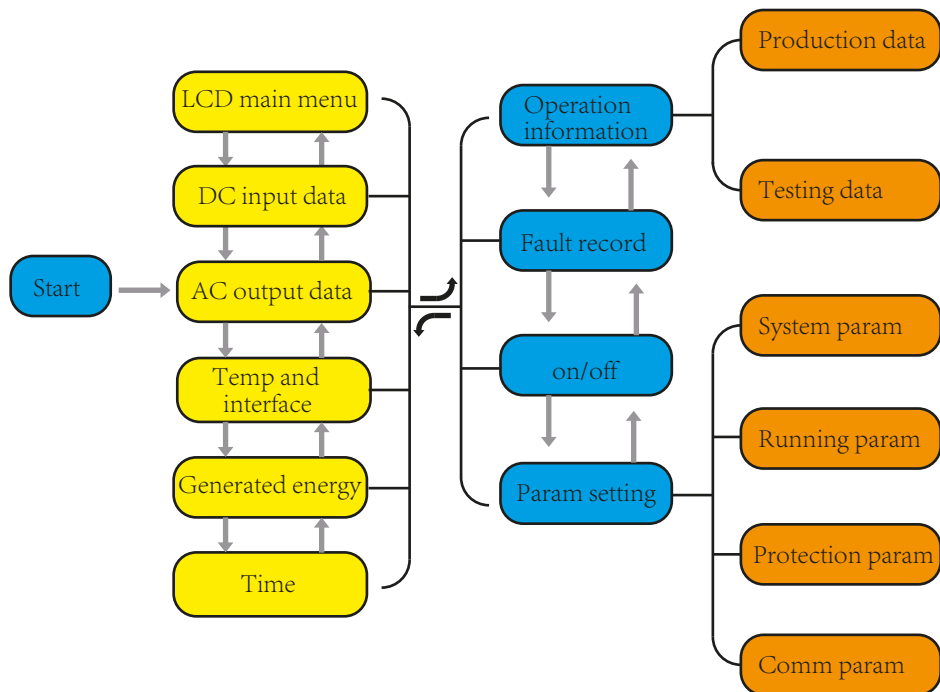 Start
LCD main menu
DC input data
AC output data
Temp and
interface
Generated energy
Time
Operation
information
Fault record
on/off
Param setting
Production data
Testing data
System param
Running param
Protection param
Comm param